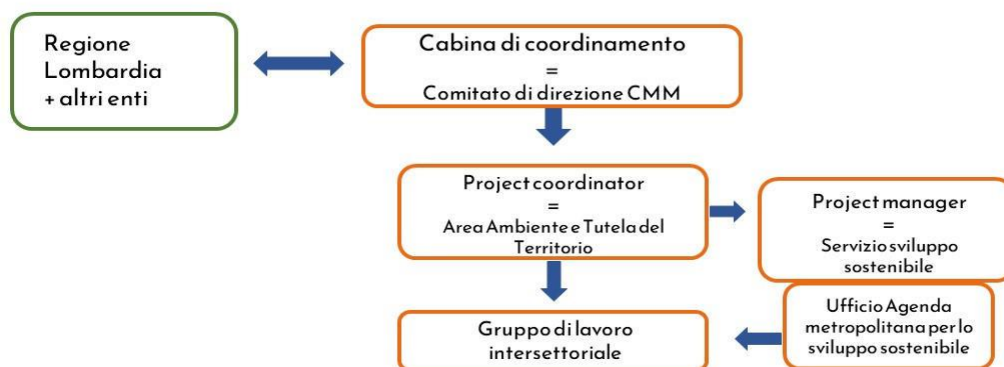 Regione
Lombardia
+ altri enti
Cabina di coordinamento
=
Comitato di direzione CMM
Project coordinator
=
Area Ambiente e Tutela del
Territorio
Project manager
=
Servizio sviluppo
sostenibile
Gruppo di lavoro
intersettoriale
Ufficio Agenda
metropolitana per lo
sviluppo sostenibile